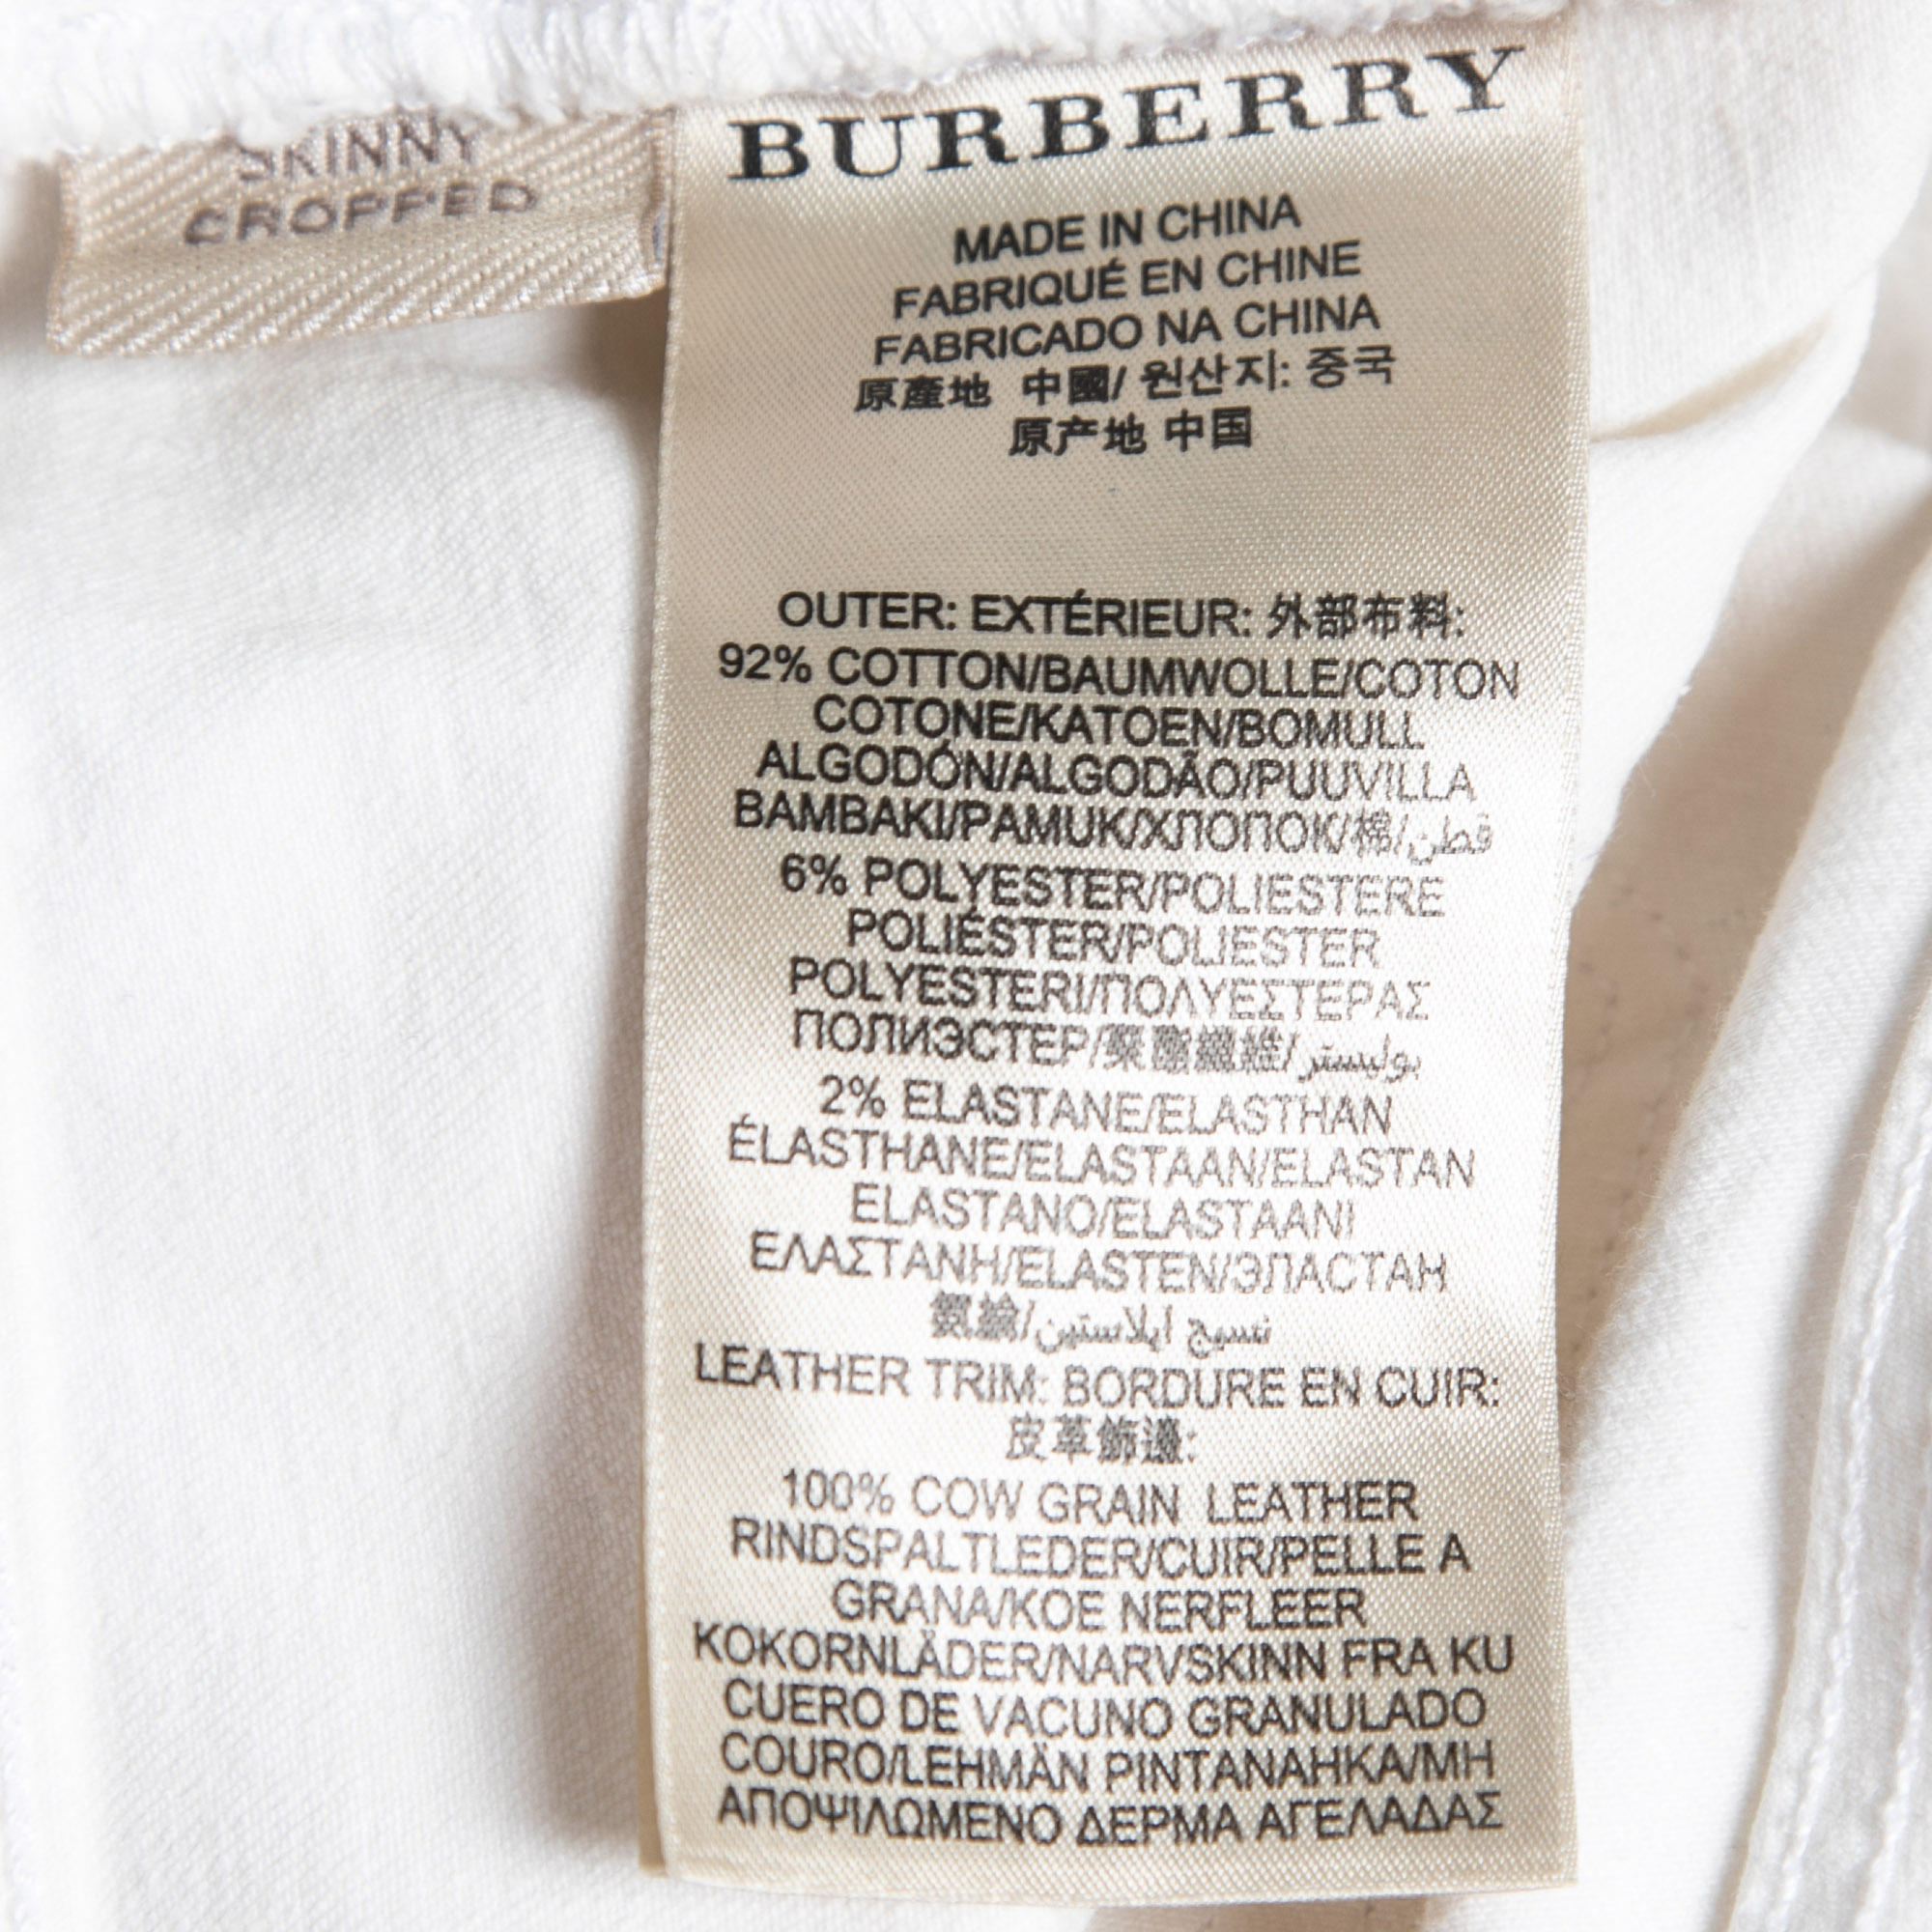 SKINNY
CROPPED
BURBERRY
MADE IN CHINA
FABRIQUÉ EN CHINE
FABRICADO NA CHINA
原產地 中國/ 원산지: 중국
原产地 中国
OUTER: EXTÉRIEUR: 外部布料:
92% COTTON/BAUMWOLLE/COTON
COTONE/KATOEN/BOMULL
ALGODÓN/ALGODÃO/PUUVILLA
BAMBAKI/PAMUK/ХЛОПОК/棉/قطن
6% POLYESTER/POLIESTERE
POLIÉSTER/POLIESTER
POLYESTERI/ΠΟΛΥΕΣΤΕΡΑΣ
ПОЛИЭСТЕР/聚酯纖維/بوليستر
2% ELASTANE/ELASTHAN
ÉLASTHANE/ELASTAAN/ELASTAN
ELASTANO/ELASTAANI
ΕΛΑΣΤΑΝΗ/ELASTEN/ЭЛАСТАН
氨綸/نسيج ايلاستين
LEATHER TRIM: BORDURE EN CUIR:
皮革飾邊:
100% COW GRAIN LEATHER
RINDSPALTLEDER/CUIR/PELLE A
GRANA/KOE NERFLEER
KOKORNLÄDER/NARVSKINN FRA KU
CUERO DE VACUNO GRANULADO
COURO/LEHMÄN PINTANAHKA/ΜΗ
ΑΠΟΨΙΛΩΜΕΝΟ ΔΕΡΜΑ ΑΓΕΛΑΔΑΣ